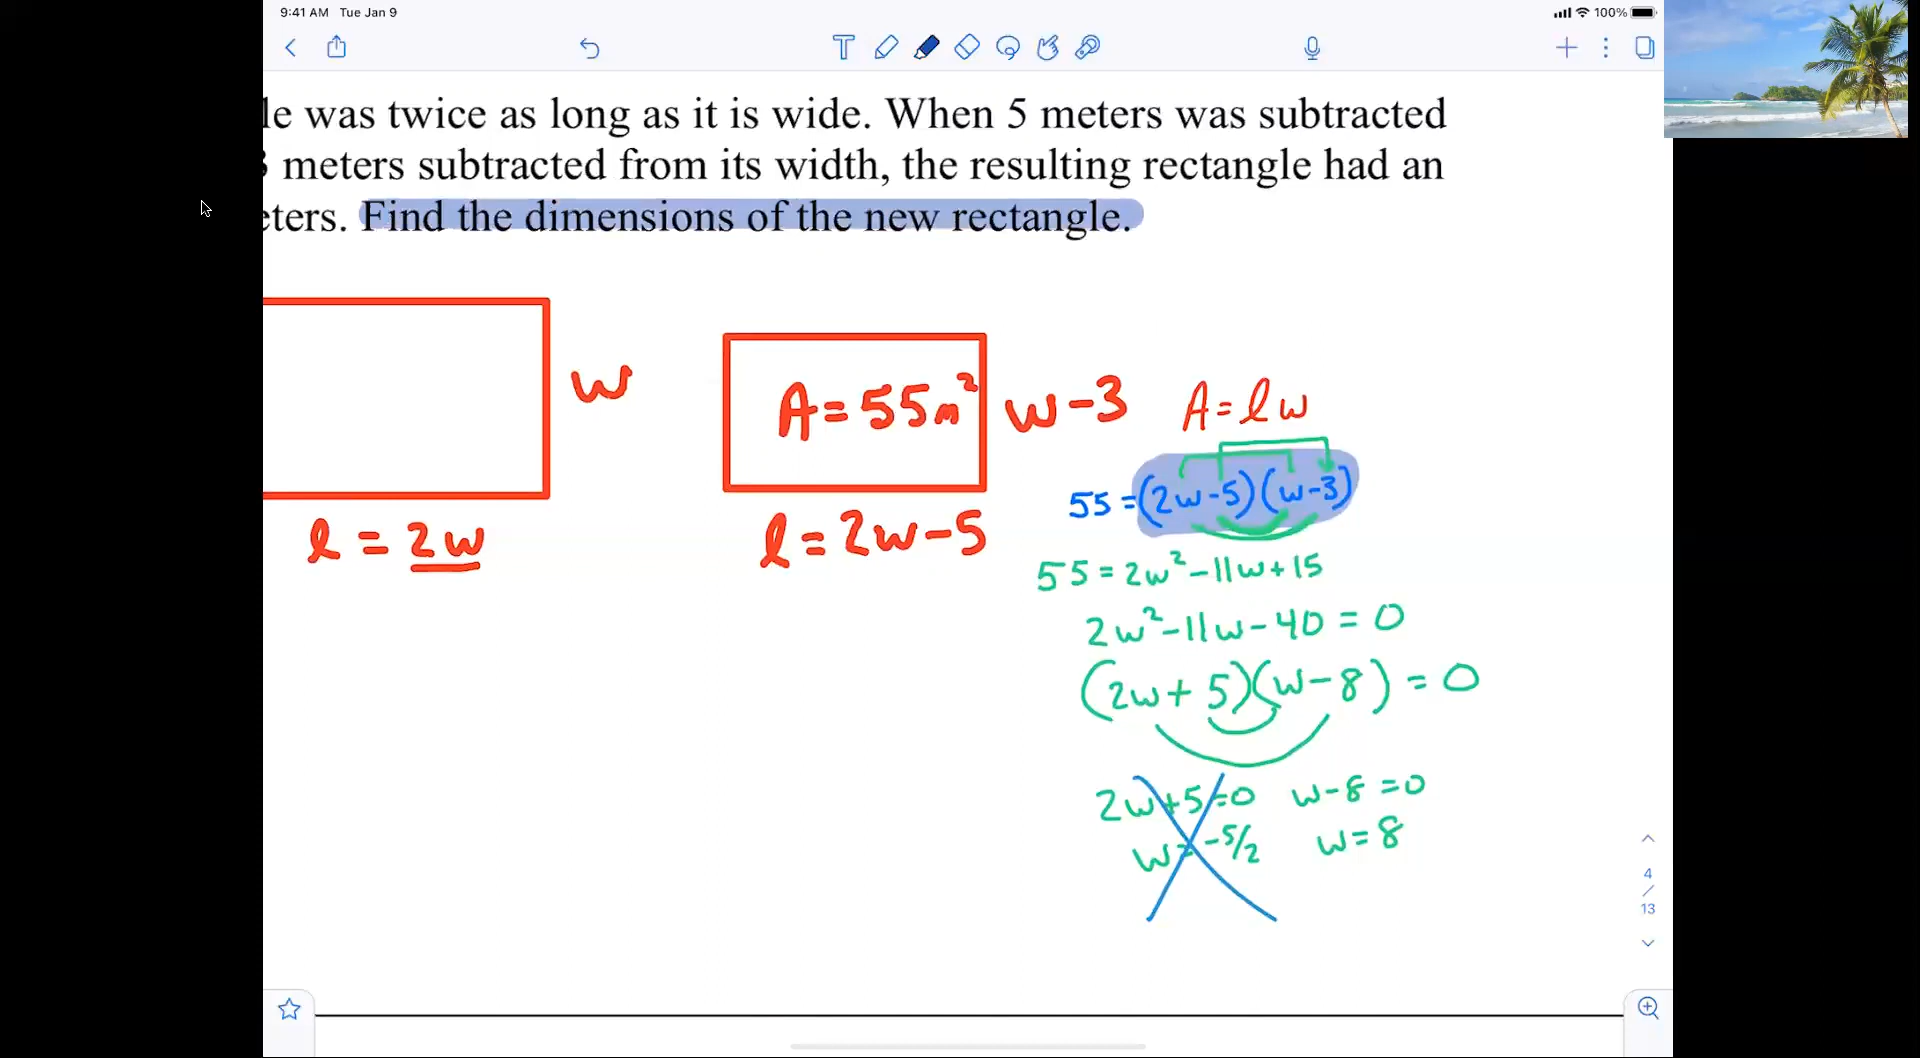 9:41 AM Tue Jan 9
100%
le was twice as long as it is wide. When 5 meters was subtracted
meters subtracted from its width, the resulting rectangle had an
eters. Find the dimensions of the new rectangle.
w
l = 2w
A = 55m²
w - 3
l = 2w - 5
A = lw
55 = (2w - 5)(w - 3)
55 = 2w² - 11w + 15
2w² - 11w - 40 = 0
(2w + 5)(w - 8) = 0
2w + 5 = 0 w - 8 = 0
w = -5/2 w = 8
4
/
13